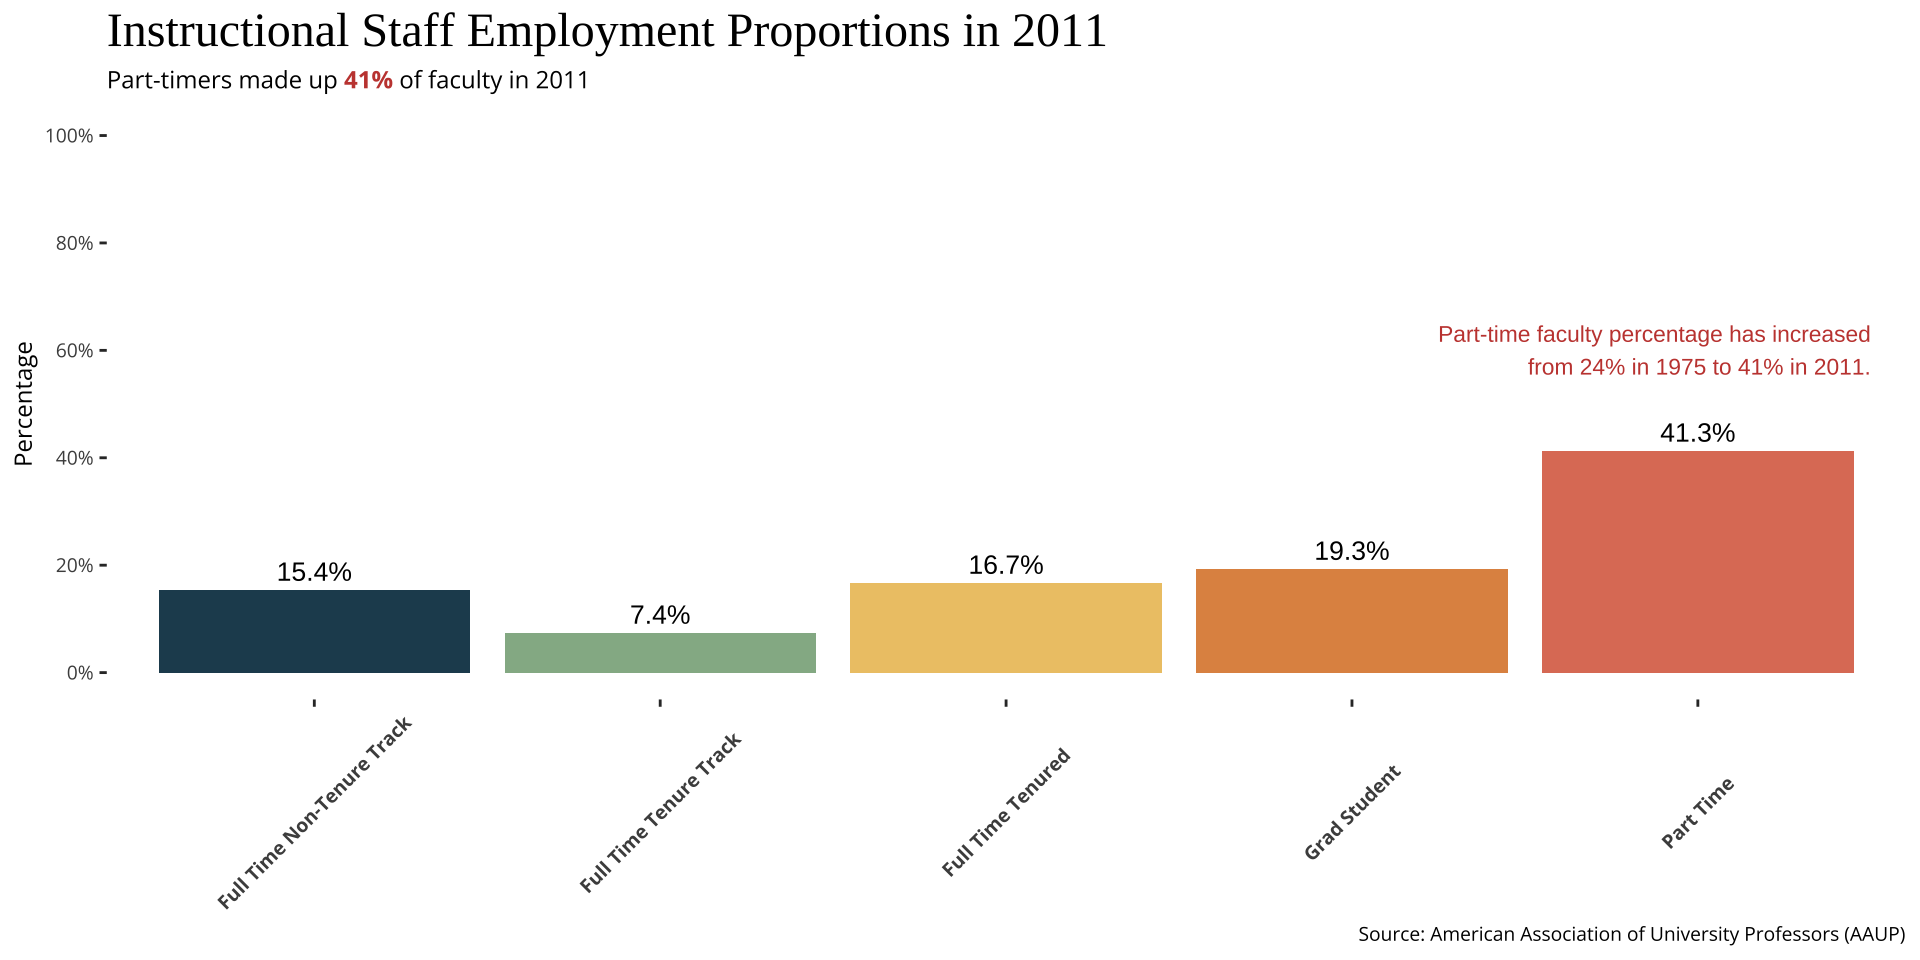 Instructional Staff Employment Proportions in 2011
Part-timers made up 41% of faculty in 2011
Percentage
100%
80%
60%
40%
20%
0%
Part-time faculty percentage has increased
from 24% in 1975 to 41% in 2011.
15.4%
7.4%
16.7%
19.3%
41.3%
Full Time Non-Tenure Track
Full Time Tenure Track
Full Time Tenured
Grad Student
Part Time
Source: American Association of University Professors (AAUP)